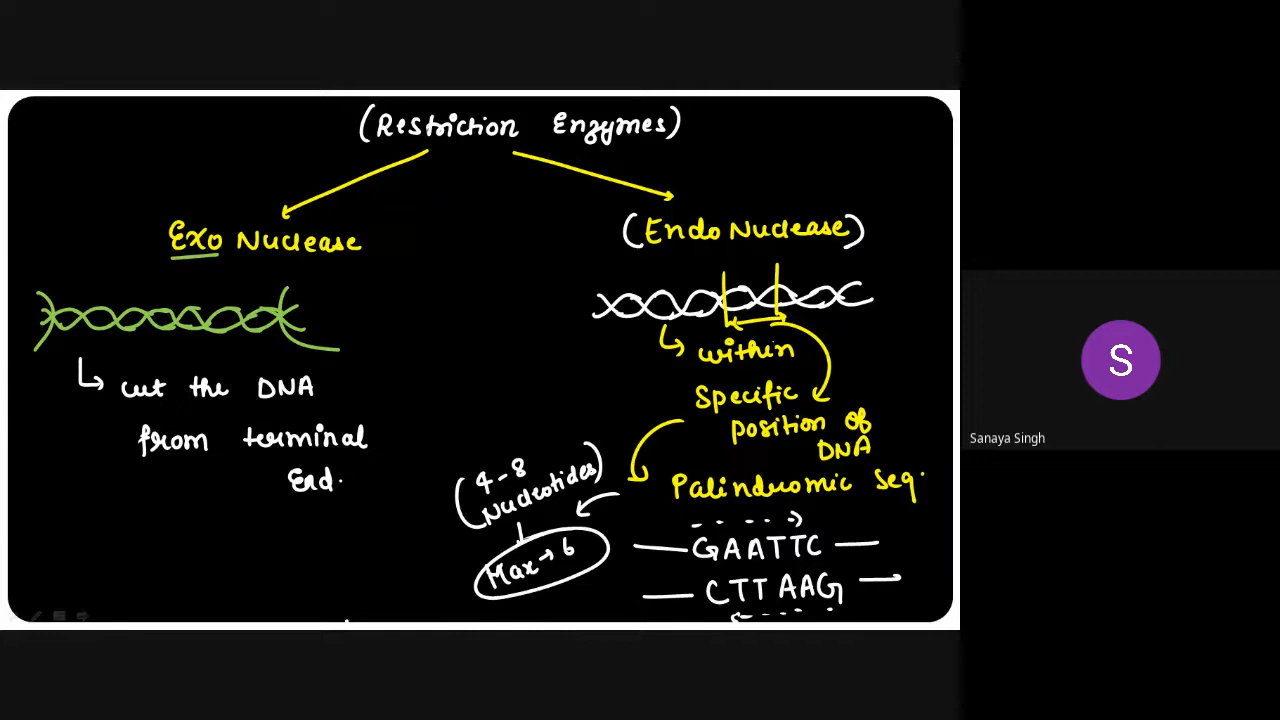 (Restriction Enzymes)
Exo Nuclease
(Endo Nuclease)
cut the DNA
from terminal
End.
within
Specific
position of
DNA
Palindromic Seq.
(4-8
Nucleotides)
Max → 6
GAATTC
CTTAAG
S
Sanaya Singh